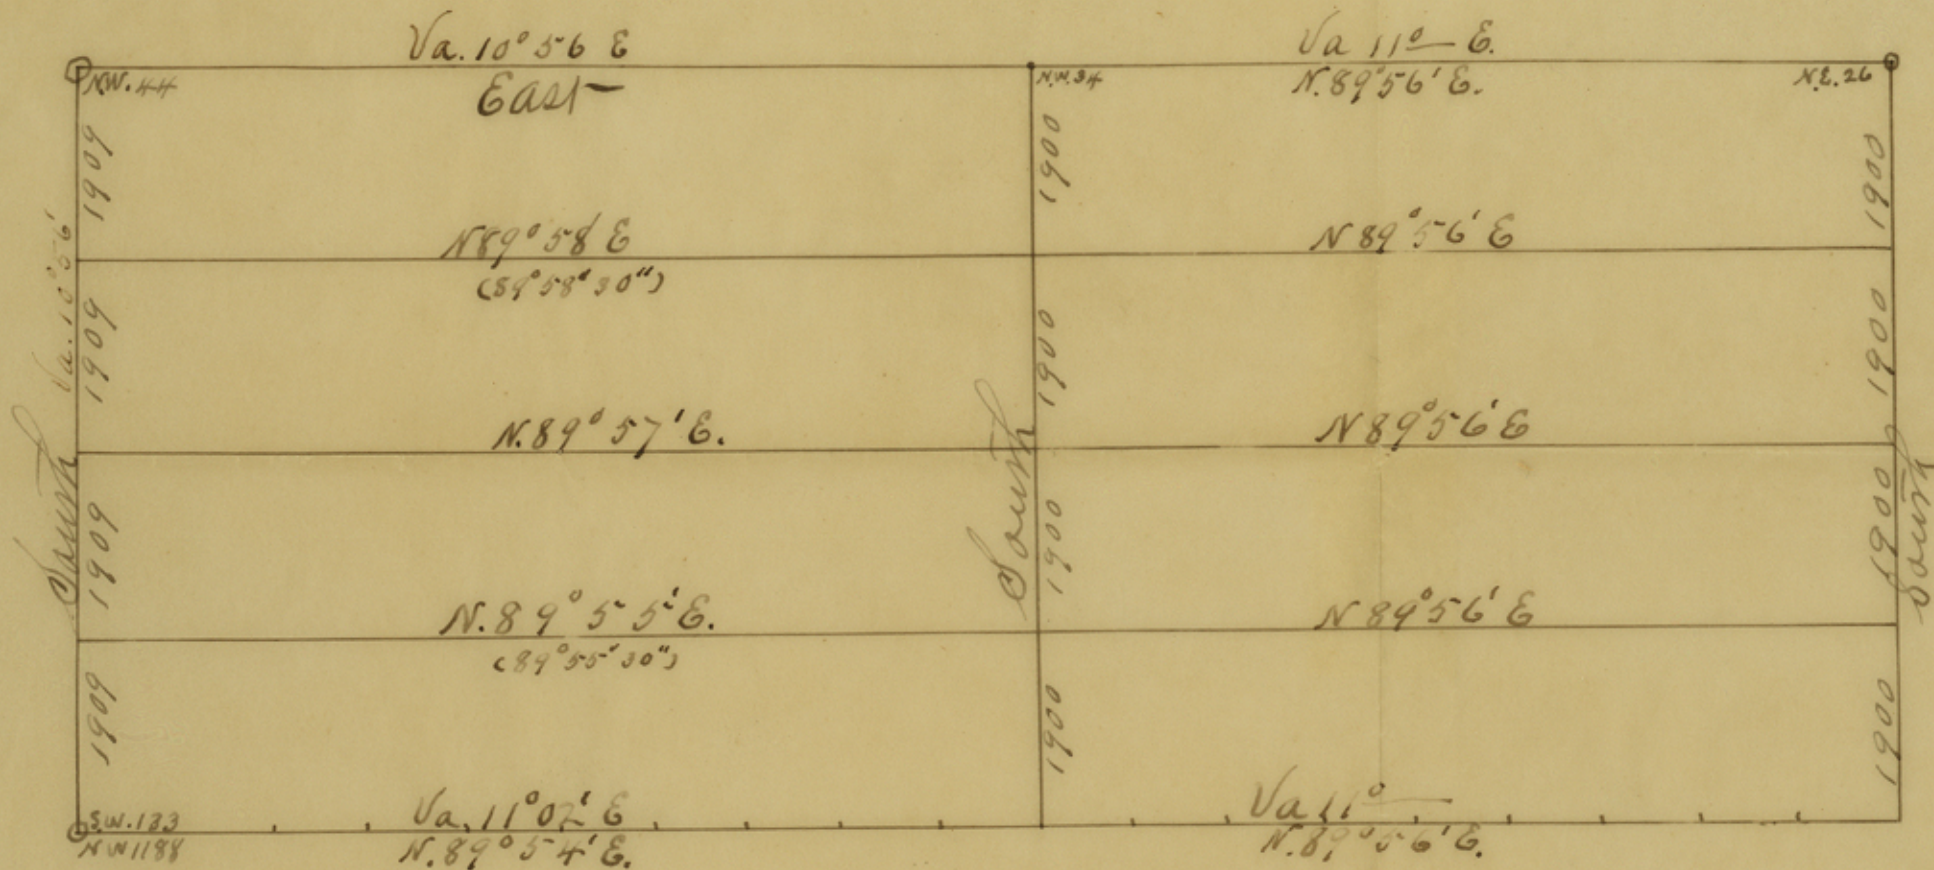 Va. 10° 56 E
Va 11° — E.
N.W. 44
East
N.W. 34
N. 89° 56' E.
N.E. 26
1909
1900
1900
N 89° 58 E
N 89° 56' E
(89° 58' 30")
South Va. 10° 56'
1909
1900
1900
N. 89° 57' E.
N 89° 56' E
South
South
1909
1900
1900
N. 89° 55' E.
N 89° 56' E
(89° 55' 30")
1909
1900
1900
S.W. 133
Va. 11° 02' E
Va 11° —
N W 1188
N. 89° 54' E.
N. 89° 56' E.